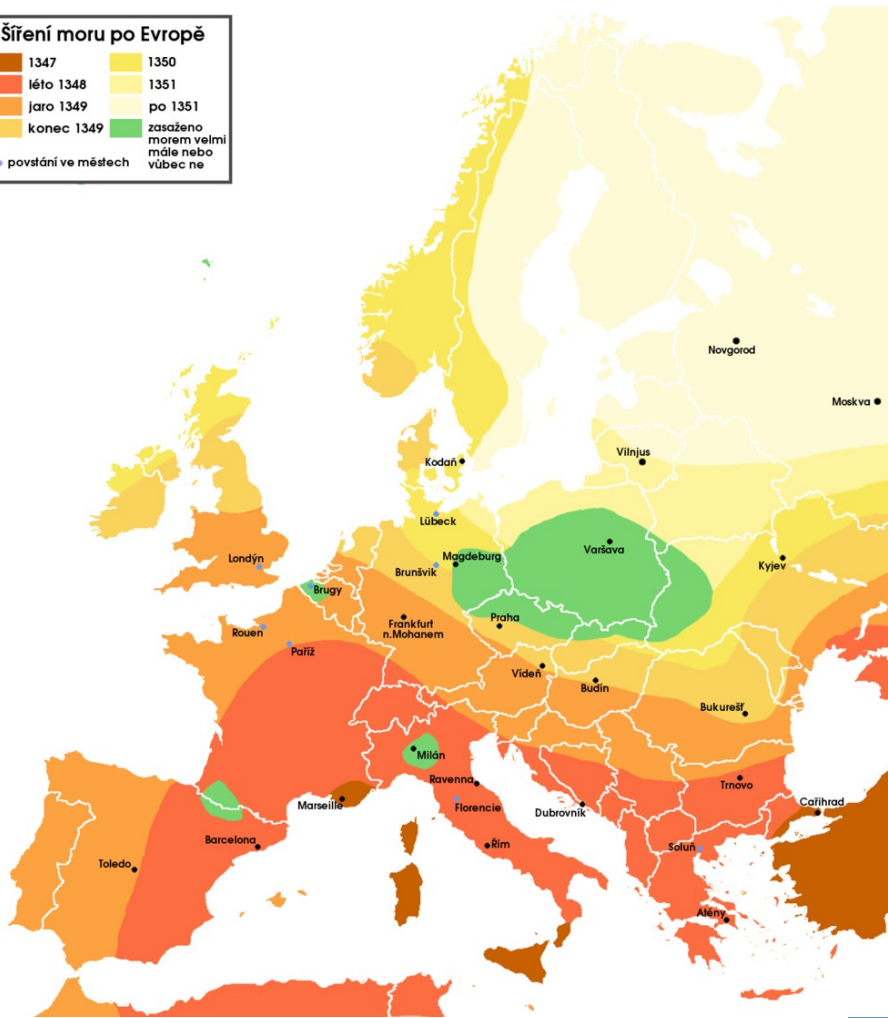 Šíření moru po Evropě
1347
léto 1348
jaro 1349
konec 1349
povstání ve městech
1350
1351
po 1351
zasaženo
morem velmi
mále nebo
vůbec ne
Novgorod
Moskva
Vilnjus
Kodaň
Lübeck
Varšava
Magdeburg
Londýn
Brunšvik
Kyjev
Brugy
Praha
Frankfurt
n.Mohanem
Rouen
Paříž
Vídeň
Budín
Bukurešť
Milán
Ravenna
Trnovo
Marseille
Florencie
Dubrovník
Cařihrad
Barcelona
Řím
Soluň
Toledo
Atény